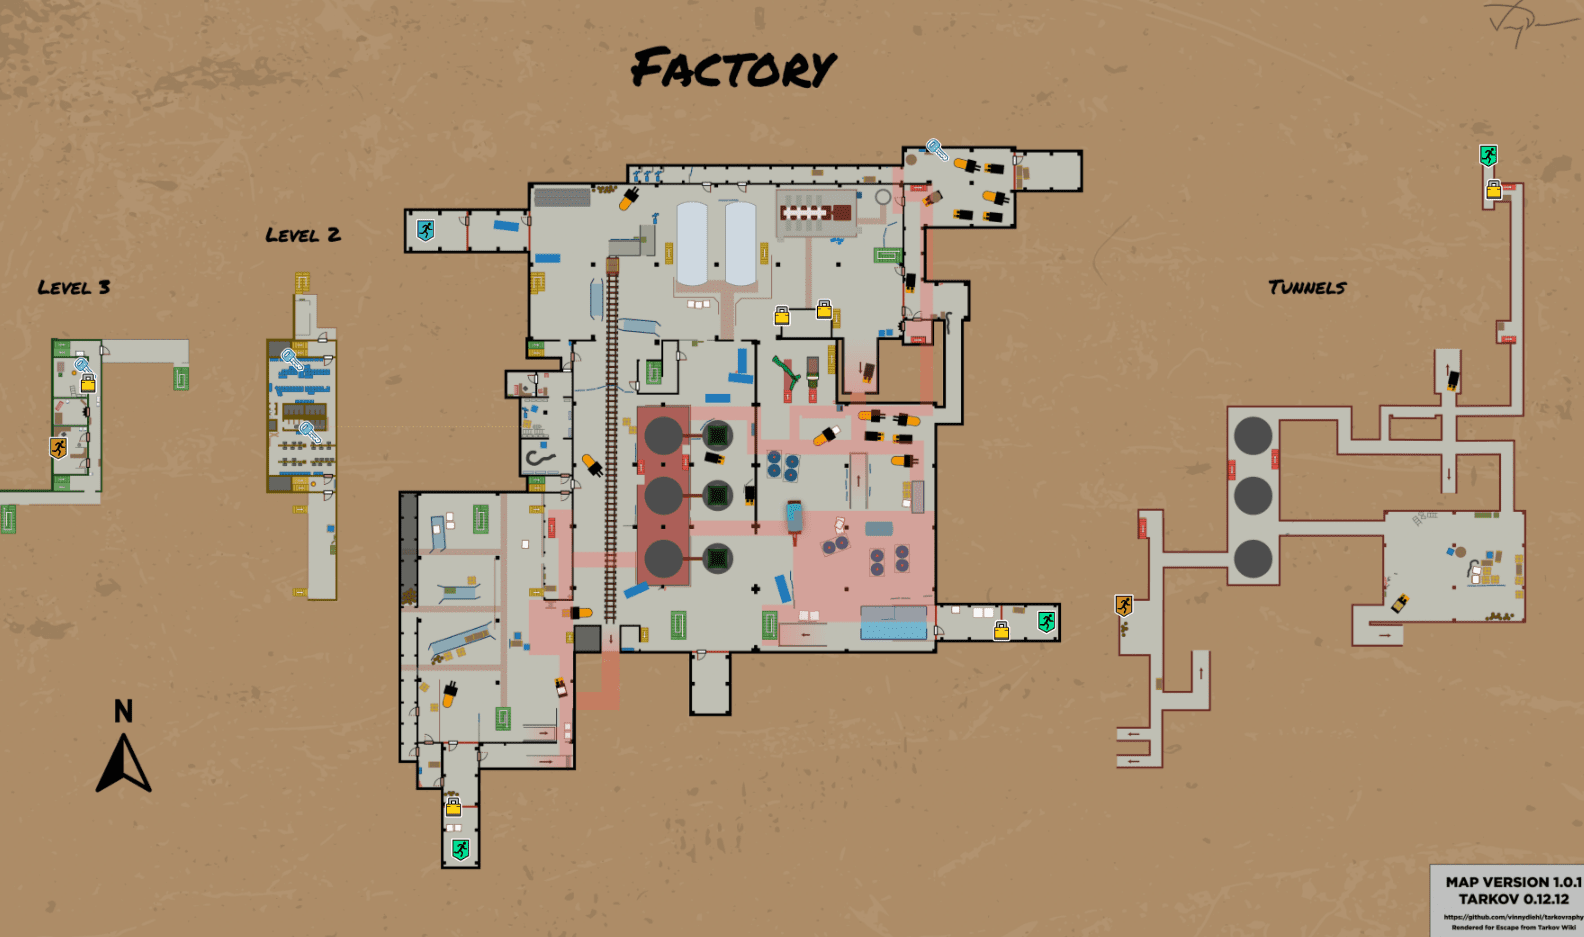 FACTORY
LEVEL 2
LEVEL 3
TUNNELS
N
MAP VERSION 1.0.1
TARKOV 0.12.12
https://github.com/vinnydiehl/tarkovraphy
Rendered for Escape from Tarkov Wiki